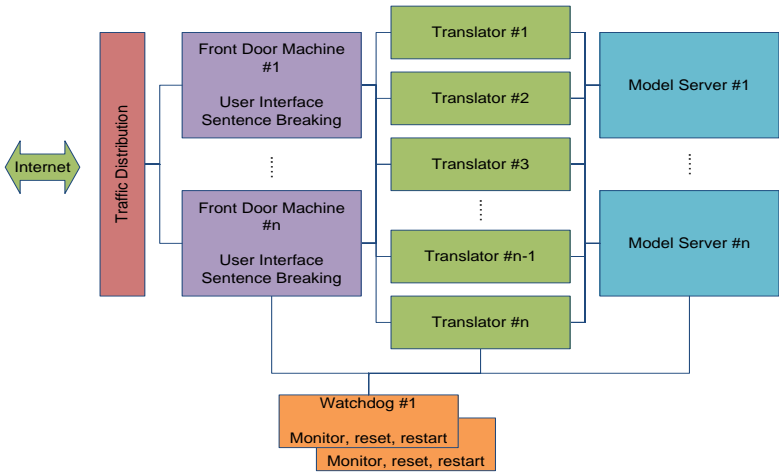 Internet
Traffic Distribution
Front Door Machine
#1
User Interface
Sentence Breaking
Front Door Machine
#n
User Interface
Sentence Breaking
Translator #1
Translator #2
Translator #3
Translator #n-1
Translator #n
Model Server #1
Model Server #n
Watchdog #1
Monitor, reset, restart
Monitor, reset, restart